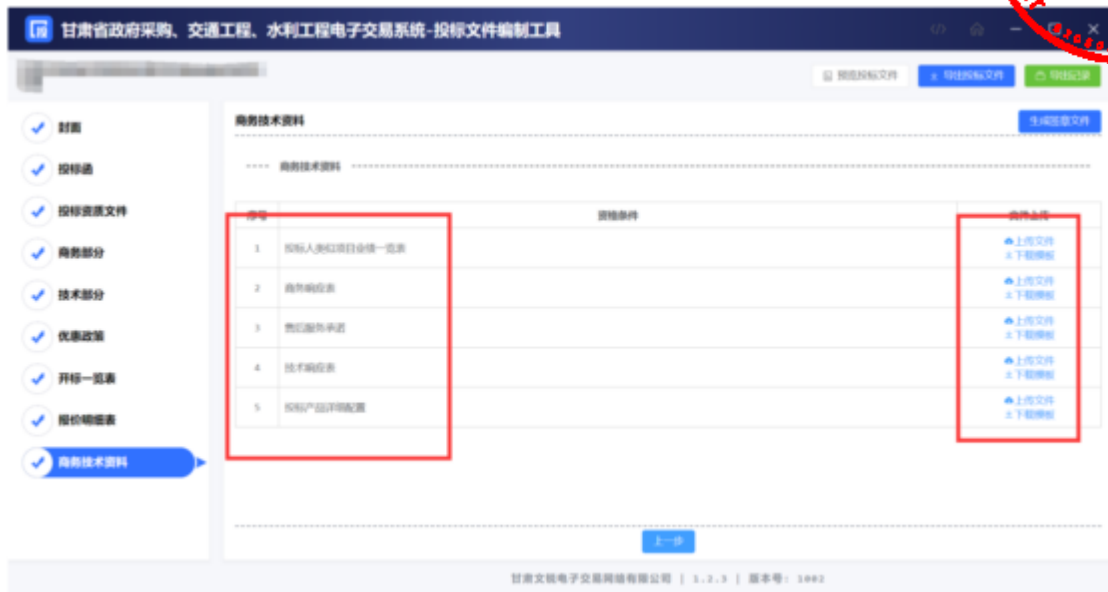 甘肃省政府采购、交通工程、水利工程电子交易系统-投标文件编制工具
预览投标文件
导出投标文件
导出记录
封面
投标函
投标资质文件
商务部分
技术部分
优惠政策
开标一览表
报价明细表
商务技术资料
商务技术资料
生成签章文件
商务技术资料
序号 资格条件 文件上传
1 投标人类似项目业绩一览表 上传文件
下载模板
2 商务响应表 上传文件
下载模板
3 售后服务承诺 上传文件
下载模板
4 技术响应表 上传文件
下载模板
5 投标产品详细配置 上传文件
下载模板
上一步
甘肃文锐电子交易网络有限公司 | 1.2.3 | 版本号: 1002